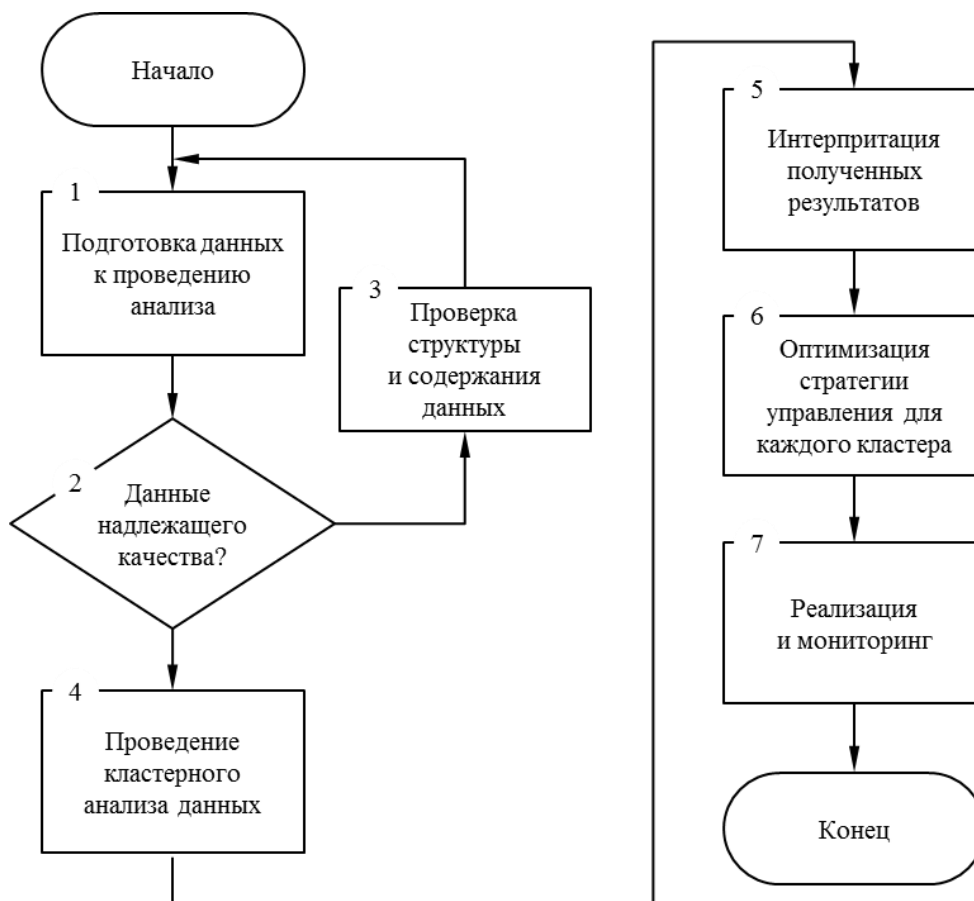 Начало
1
Подготовка данных
к проведению
анализа
2
Данные
надлежащего
качества?
3
Проверка
структуры
и содержания
данных
4
Проведение
кластерного
анализа данных
5
Интерпритация
полученных
результатов
6
Оптимизация
стратегии
управления для
каждого кластера
7
Реализация
и мониторинг
Конец